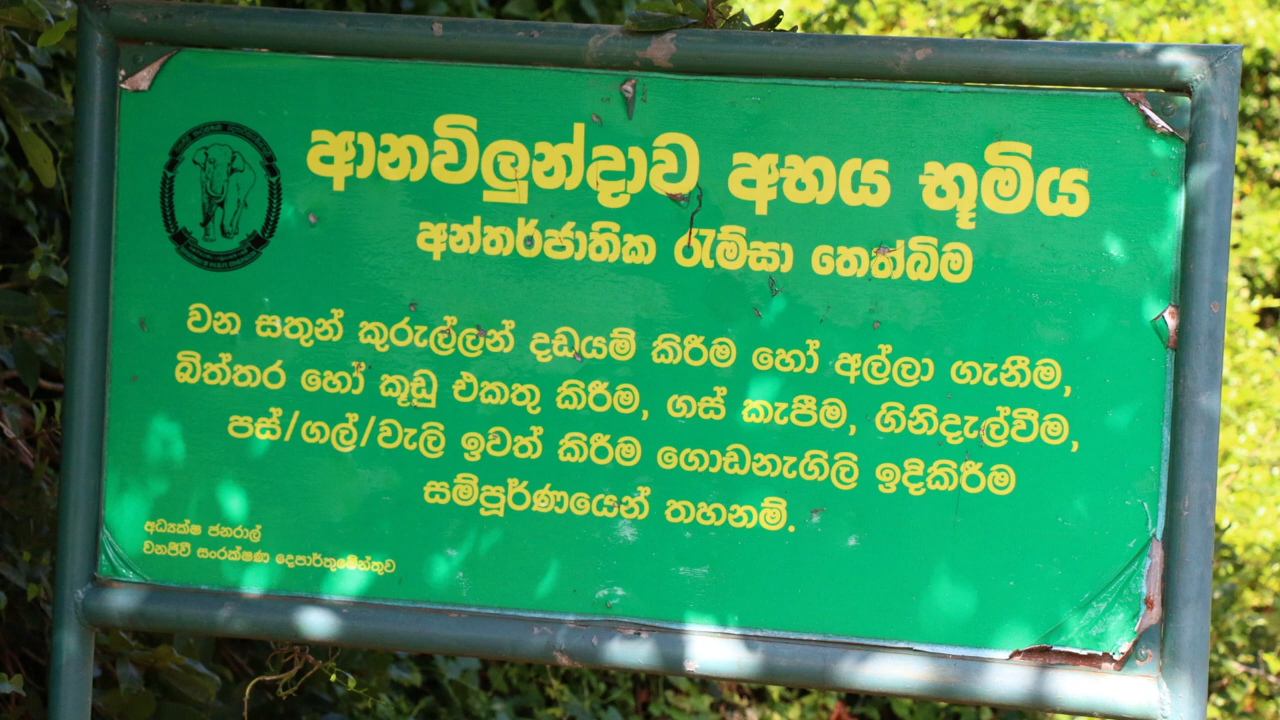 ආනවිලුන්දාව අභය භූමිය
අන්තර්ජාතික රැම්සා තෙත්බිම
වන සතුන් කුරුල්ලන් දඩයම් කිරීම හෝ අල්ලා ගැනීම,
බිත්තර හෝ කූඩු එකතු කිරීම, ගස් කැපීම, ගිනිදැල්වීම,
පස්/ගල්/වැලි ඉවත් කිරීම ගොඩනැගිලි ඉදිකිරීම
සම්පූර්ණයෙන් තහනම්.
අධ්‍යක්ෂ ජනරාල්
වනජීවී සංරක්ෂණ දෙපාර්තුමේන්තුව